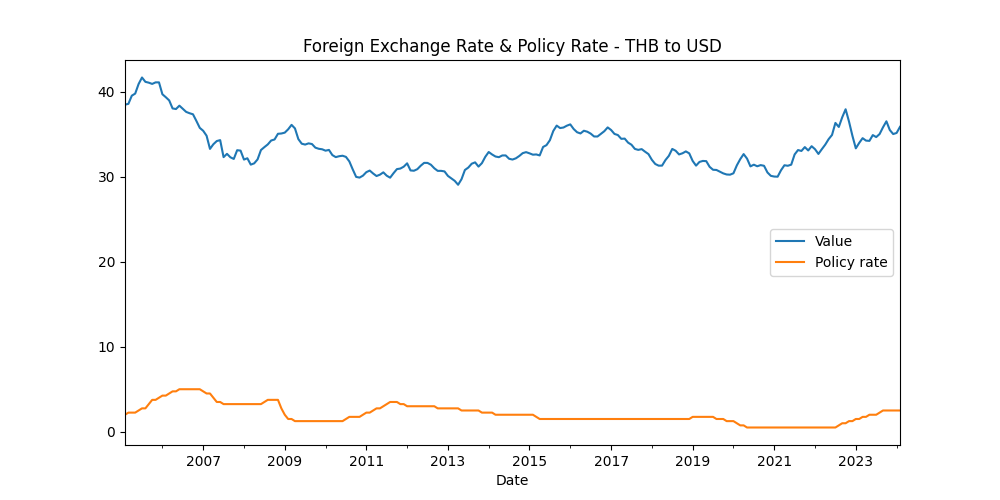 Foreign Exchange Rate & Policy Rate - THB to USD
40
30
20
10
0
Value
Policy rate
2007 2009 2011 2013 2015 2017 2019 2021 2023
Date